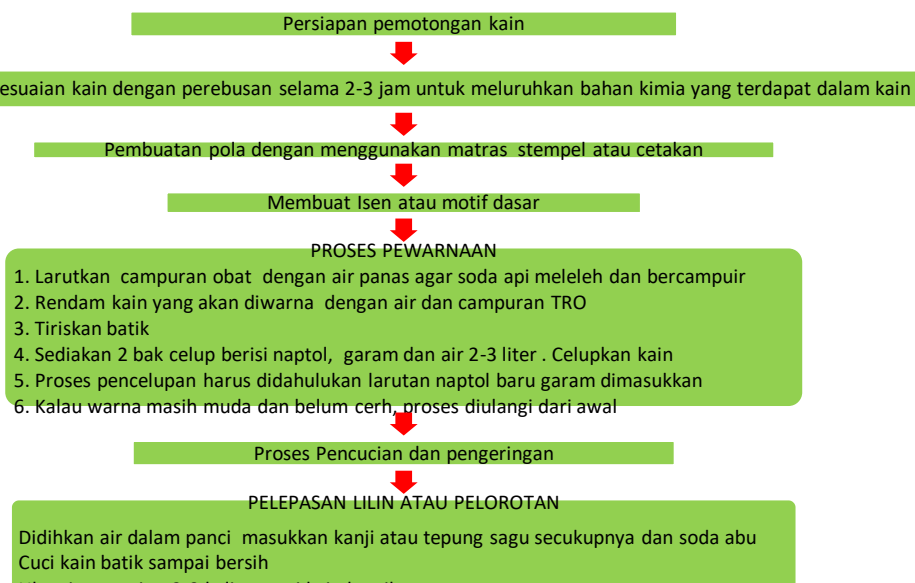 Persiapan pemotongan kain
esuaian kain dengan perebusan selama 2-3 jam untuk meluruhkan bahan kimia yang terdapat dalam kain
Pembuatan pola dengan menggunakan matras stempel atau cetakan
Membuat Isen atau motif dasar
PROSES PEWARNAAN
1. Larutkan campuran obat dengan air panas agar soda api meleleh dan bercampuir
2. Rendam kain yang akan diwarna dengan air dan campuran TRO
3. Tiriskan batik
4. Sediakan 2 bak celup berisi naptol, garam dan air 2-3 liter . Celupkan kain
5. Proses pencelupan harus didahulukan larutan naptol baru garam dimasukkan
6. Kalau warna masih muda dan belum cerh, proses diulangi dari awal
Proses Pencucian dan pengeringan
PELEPASAN LILIN ATAU PELOROTAN
Didihkan air dalam panci masukkan kanji atau tepung sagu secukupnya dan soda abu
Cuci kain batik sampai bersih